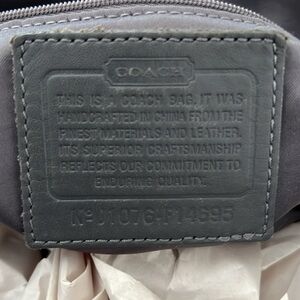 COACH
THIS IS A COACH BAG. IT WAS
HANDCRAFTED IN CHINA FROM THE
FINEST MATERIALS AND LEATHER.
ITS SUPERIOR CRAFTSMANSHIP
REFLECTS OUR COMMITMENT TO
ENDURING QUALITY.
Nº J1076-F14695